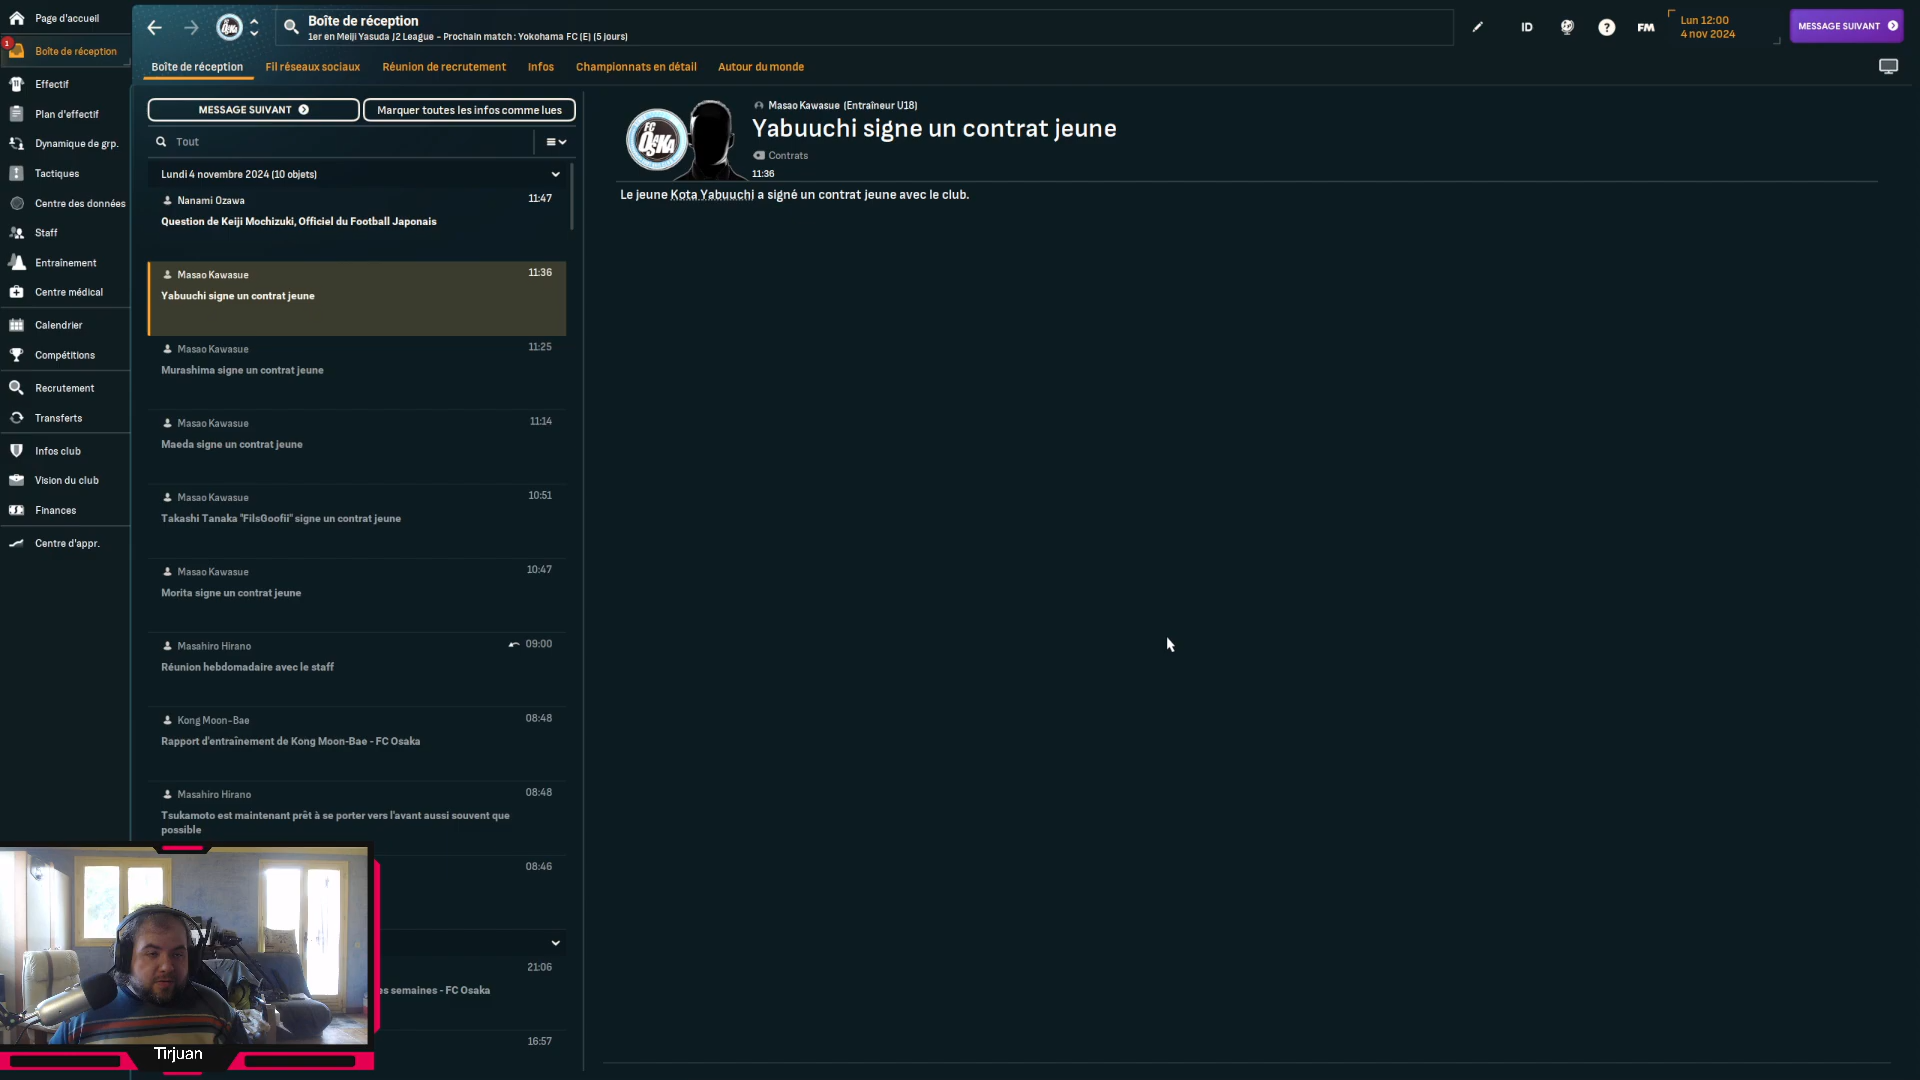 Page d'accueil
1
Boîte de réception
Effectif
Plan d'effectif
Dynamique de grp.
Tactiques
Centre des données
Staff
Entraînement
Centre médical
Calendrier
Compétitions
Recrutement
Transferts
Infos club
Vision du club
Finances
Centre d'appr.
Boîte de réception
1er en Meiji Yasuda J2 League - Prochain match : Yokohama FC (E) (5 jours)
ID
?
FM
Lun 12:00
4 nov 2024
MESSAGE SUIVANT
Boîte de réception
Fil réseaux sociaux
Réunion de recrutement
Infos
Championnats en détail
Autour du monde
MESSAGE SUIVANT
Marquer toutes les infos comme lues
Tout
Lundi 4 novembre 2024 (10 objets)
Nanami Ozawa
11:47
Question de Keiji Mochizuki, Officiel du Football Japonais
Masao Kawasue
11:36
Yabuuchi signe un contrat jeune
Masao Kawasue
11:25
Murashima signe un contrat jeune
Masao Kawasue
11:14
Maeda signe un contrat jeune
Masao Kawasue
10:51
Takashi Tanaka "FilsGoofii" signe un contrat jeune
Masao Kawasue
10:47
Morita signe un contrat jeune
Masahiro Hirano
09:00
Réunion hebdomadaire avec le staff
Kong Moon-Bae
08:48
Rapport d'entraînement de Kong Moon-Bae - FC Osaka
Masahiro Hirano
08:48
Tsukamoto est maintenant prêt à se porter vers l'avant aussi souvent que
possible
08:46
21:06
es semaines - FC Osaka
16:57
FC OSAKA
Masao Kawasue (Entraîneur U18)
Yabuuchi signe un contrat jeune
Contrats
11:36
Le jeune Kota Yabuuchi a signé un contrat jeune avec le club.
Tirjuan